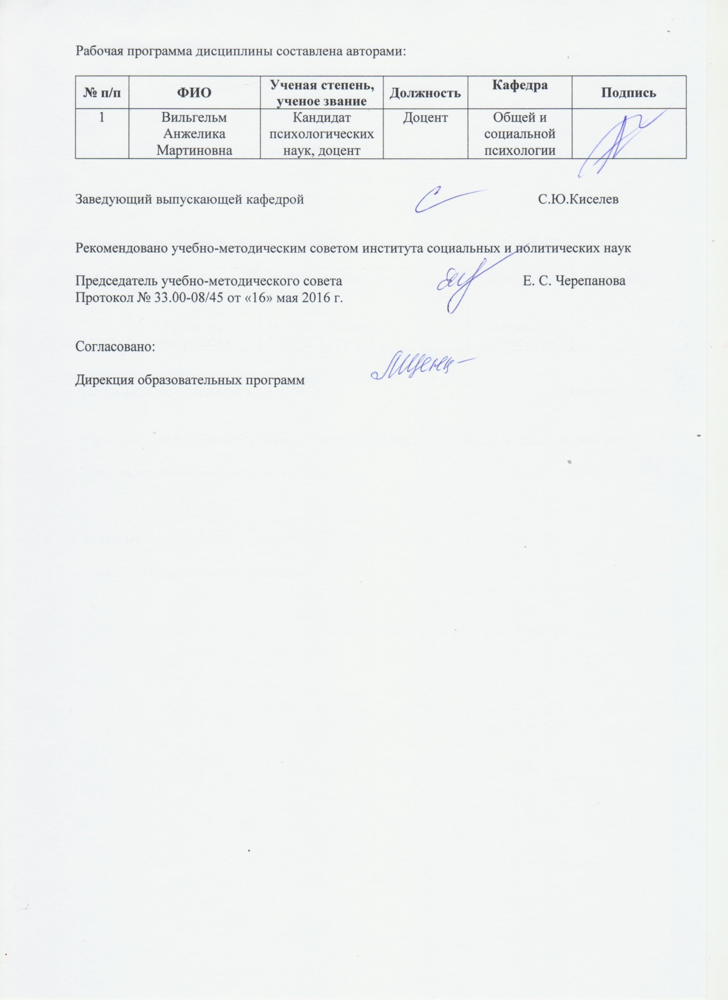 Рабочая программа дисциплины составлена авторами:
№ п/п ФИО Ученая степень, ученое звание Должность Кафедра Подпись
1 Вильгельм Анжелика Мартиновна Кандидат психологических наук, доцент Доцент Общей и социальной психологии
Заведующий выпускающей кафедрой С.Ю.Киселев
Рекомендовано учебно-методическим советом института социальных и политических наук
Председатель учебно-методического совета Е. С. Черепанова
Протокол № 33.00-08/45 от «16» мая 2016 г.
Согласовано:
Дирекция образовательных программ